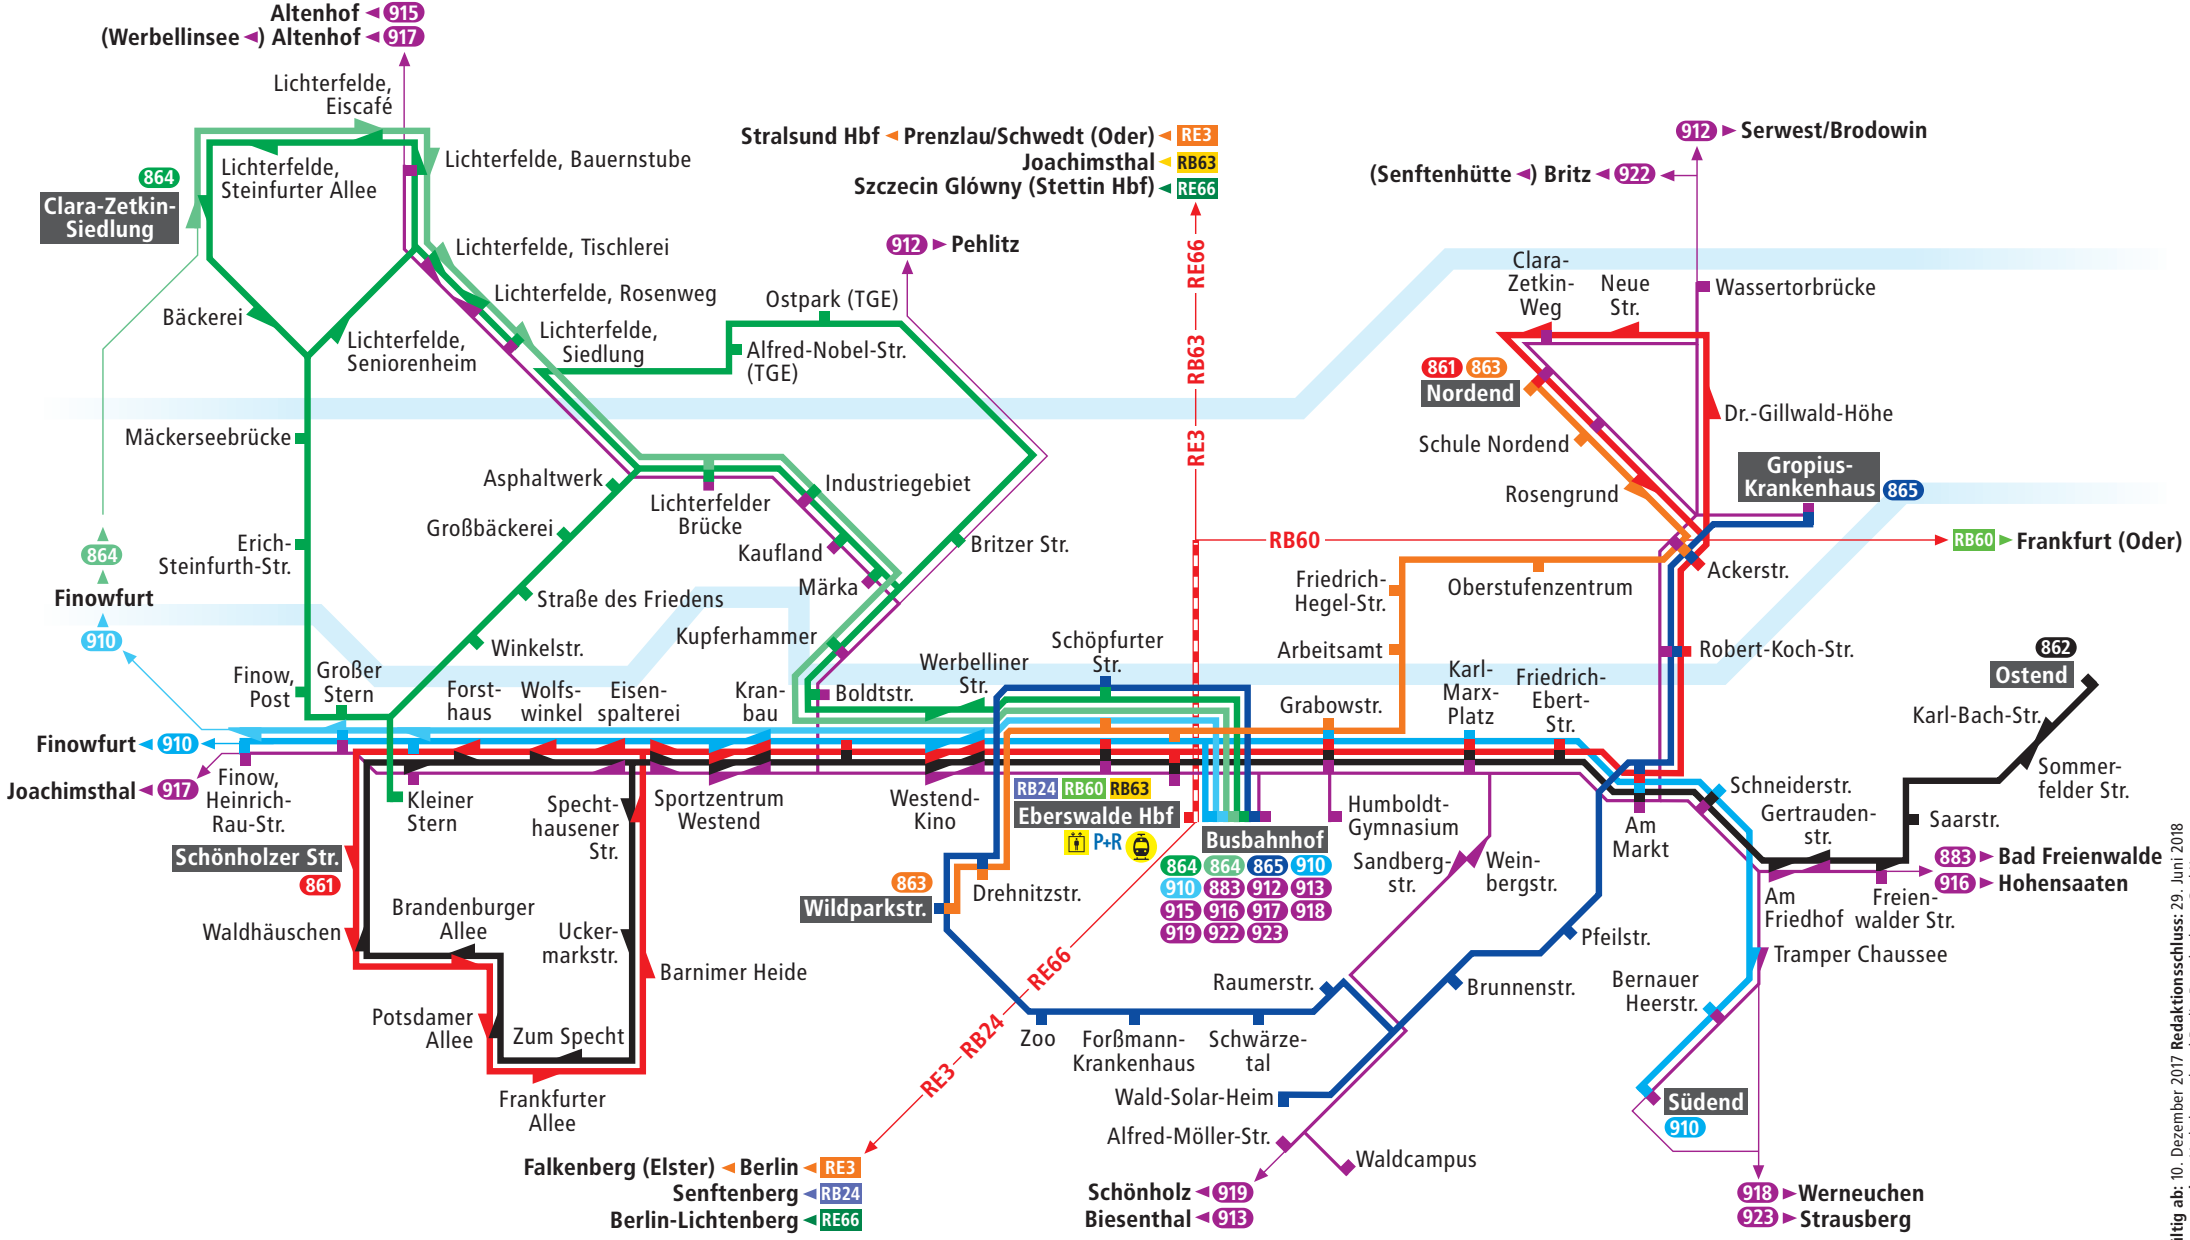 Altenhof 915
(Werbellinsee ) Altenhof 917
Lichterfelde,
Eiscafé
Lichterfelde,
Steinfurter Allee
Lichterfelde, Bauernstube
864
Clara-Zetkin-
Siedlung
Lichterfelde, Tischlerei
Lichterfelde, Rosenweg
Lichterfelde,
Siedlung
Bäckerei
Lichterfelde,
Seniorenheim
Ostpark (TGE)
Alfred-Nobel-Str.
(TGE)
912 Pehlitz
Stralsund Hbf Prenzlau/Schwedt (Oder) RE3
Joachimsthal RB63
Szczecin Glówny (Stettin Hbf) RE66
RE66
RB63
RE3
912 Serwest/Brodowin
(Senftenhütte ) Britz 922
Clara-
Zetkin-
Weg
Neue
Str.
Wassertorbrücke
861 863
Nordend
Schule Nordend
Rosengrund
Dr.-Gillwald-Höhe
Gropius-
Krankenhaus 865
RB60
RB60 Frankfurt (Oder)
Ackerstr.
Oberstufenzentrum
Friedrich-
Hegel-Str.
Arbeitsamt
Robert-Koch-Str.
862
Ostend
Karl-Bach-Str.
Sommer-
felder Str.
Saarstr.
Mäckerseebrücke
Asphaltwerk
Großbäckerei
Erich-
Steinfurth-Str.
Straße des Friedens
Winkelstr.
Lichterfelder
Brücke
Industriegebiet
Kaufland
Märka
Kupferhammer
Britzer Str.
864
Finowfurt
910
Finow,
Post
Großer
Stern
Forst-
haus
Wolfs-
winkel
Eisen-
spalterei
Kran-
bau
Boldtstr.
Werbelliner
Str.
Schöpfurter
Str.
Grabowstr.
Karl-
Marx-
Platz
Friedrich-
Ebert-
Str.
Finowfurt 910
Joachimsthal 917
Finow,
Heinrich-
Rau-Str.
Kleiner
Stern
Specht-
hausener
Str.
Sportzentrum
Westend
Westend-
Kino
RB24 RB60 RB63
Eberswalde Hbf
P+R
Busbahnhof
864 864 865 910
910 883 912 913
915 916 917 918
919 922 923
Humboldt-
Gymnasium
Sandberg-
str.
Wein-
bergstr.
Am
Markt
Schneiderstr.
Gertrauden-
str.
Am
Friedhof
Freien-
walder Str.
883 Bad Freienwalde
916 Hohensaaten
Schönholzer Str.
861
Waldhäuschen
Brandenburger
Allee
Ucker-
markstr.
Barnimer Heide
Potsdamer
Allee
Zum Specht
Frankfurter
Allee
863
Wildparkstr.
Drehnitzstr.
Zoo
Forßmann-
Krankenhaus
Schwärze-
tal
Raumerstr.
Brunnenstr.
Pfeilstr.
Wald-Solar-Heim
Alfred-Möller-Str.
Waldcampus
Tramper Chaussee
Bernauer
Heerstr.
Südend
910
RE66
RB24
RE3
Falkenberg (Elster) Berlin RE3
Senftenberg RB24
Berlin-Lichtenberg RE66
Schönholz 919
Biesenthal 913
918 Werneuchen
923 Strausberg
ltig ab: 10. Dezember 2017 Redaktionsschluss: 29. Juni 2018